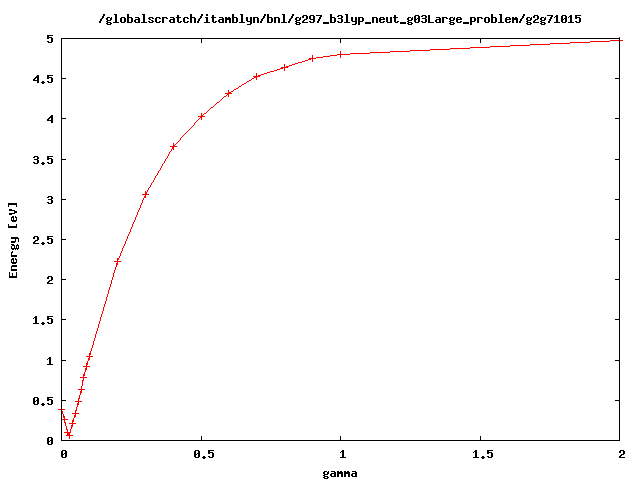 /globalscratch/itamblyn/bnl/g297_b3lyp_neut_g03Large_problem/g2g71015
5
4.5
4
3.5
3
2.5
2
1.5
1
0.5
0
Energy [eV]
0 0.5 1 1.5 2
gamma